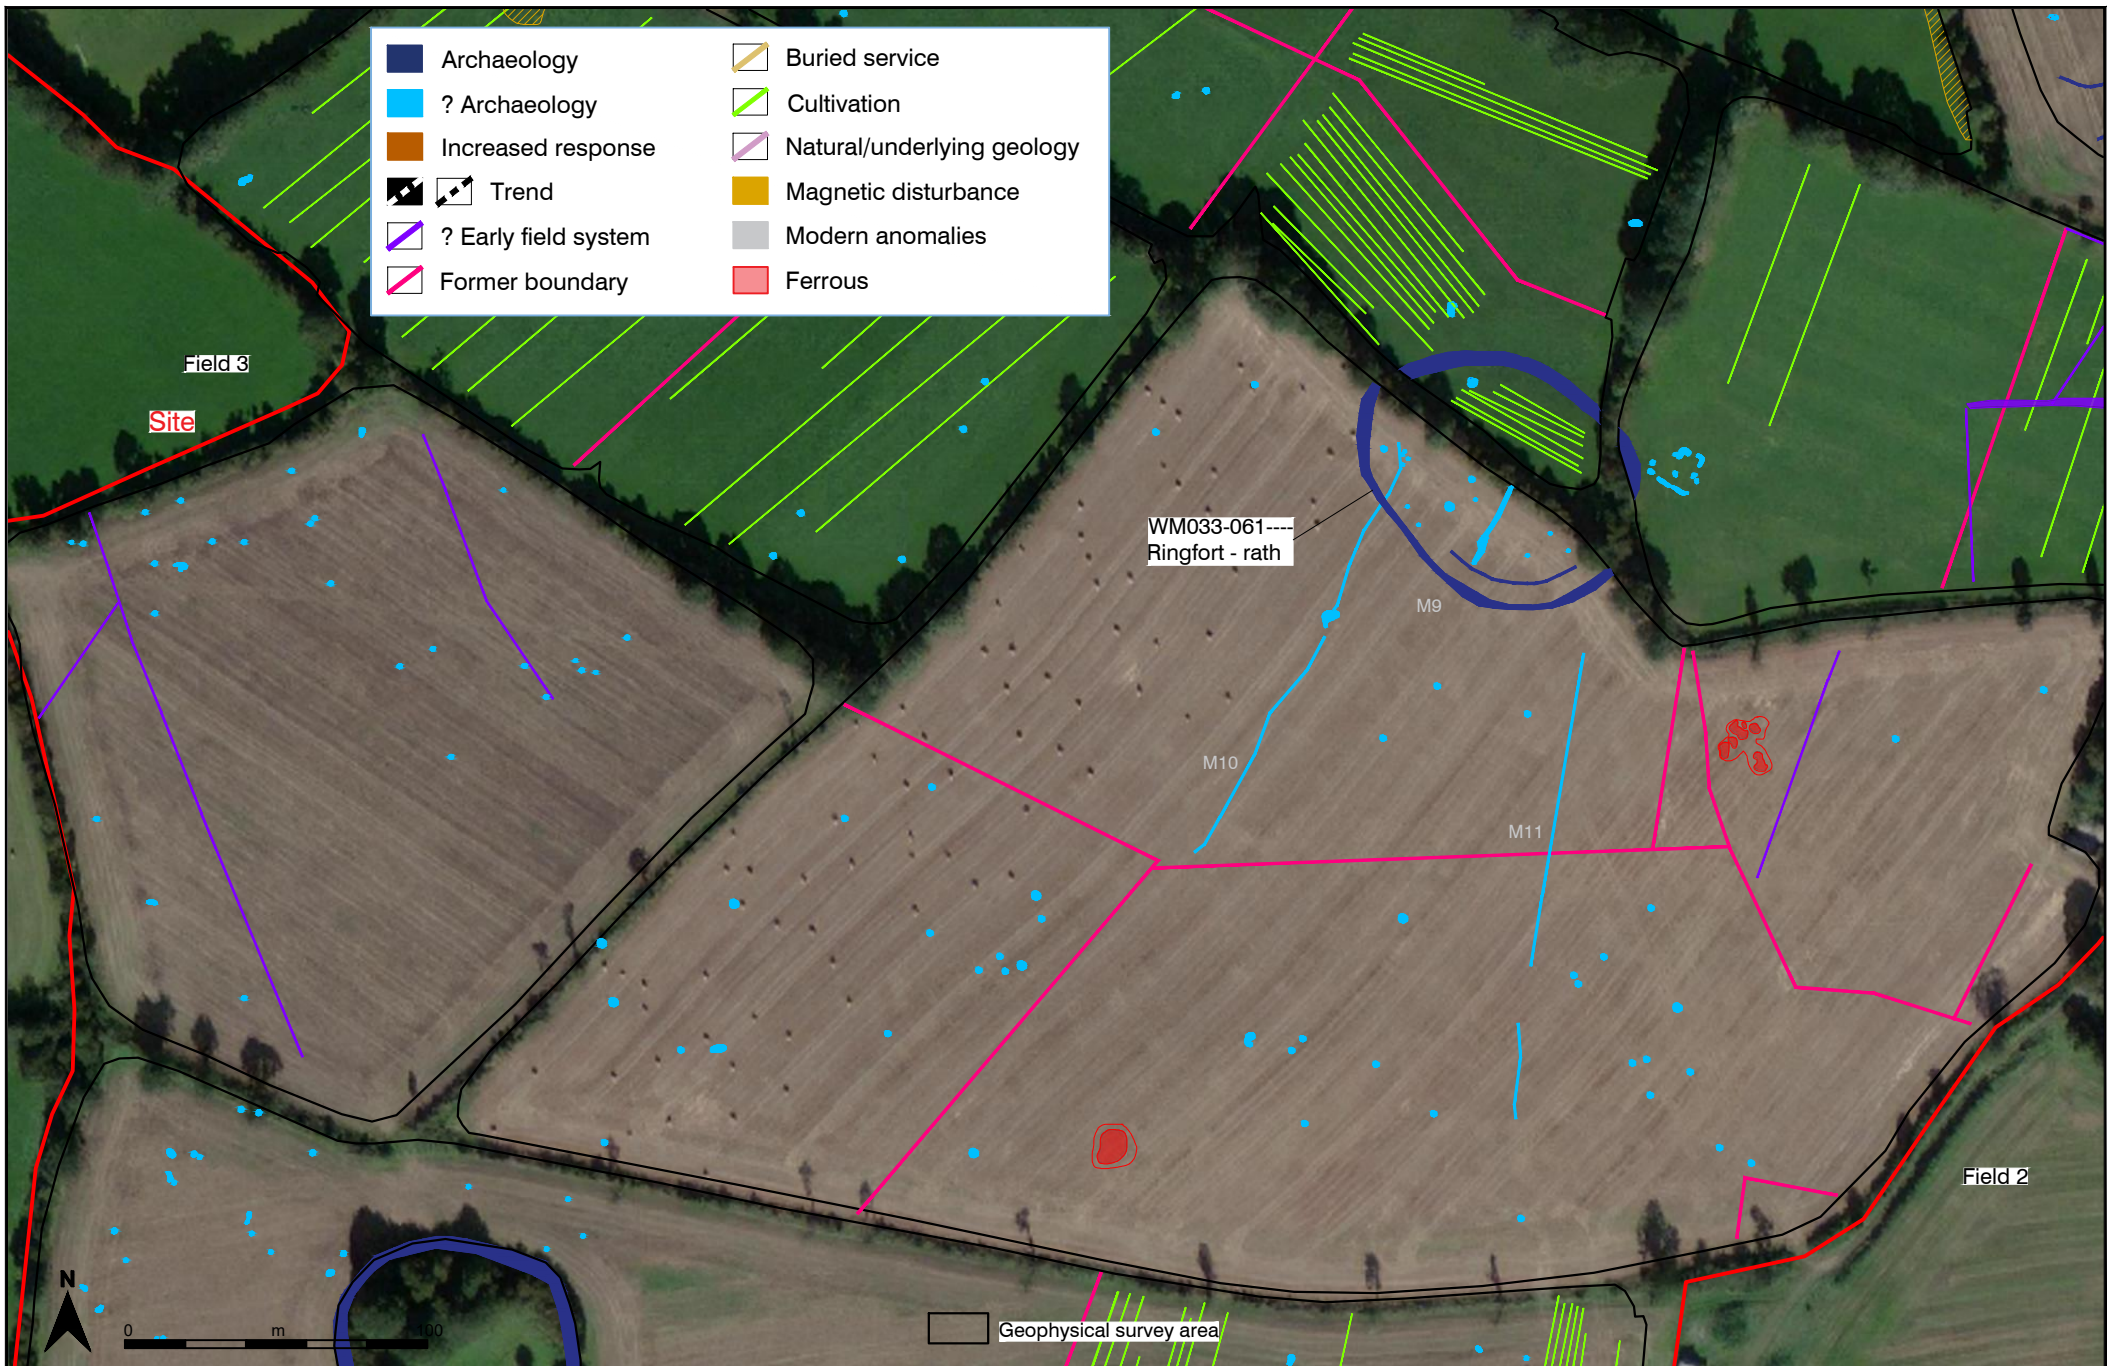 Archaeology
? Archaeology
Increased response
Trend
? Early field system
Former boundary
Buried service
Cultivation
Natural/underlying geology
Magnetic disturbance
Modern anomalies
Ferrous
Field 3
Site
WM033-061----
Ringfort - rath
M9
M10
M11
Field 2
N
0 m 100
Geophysical survey area